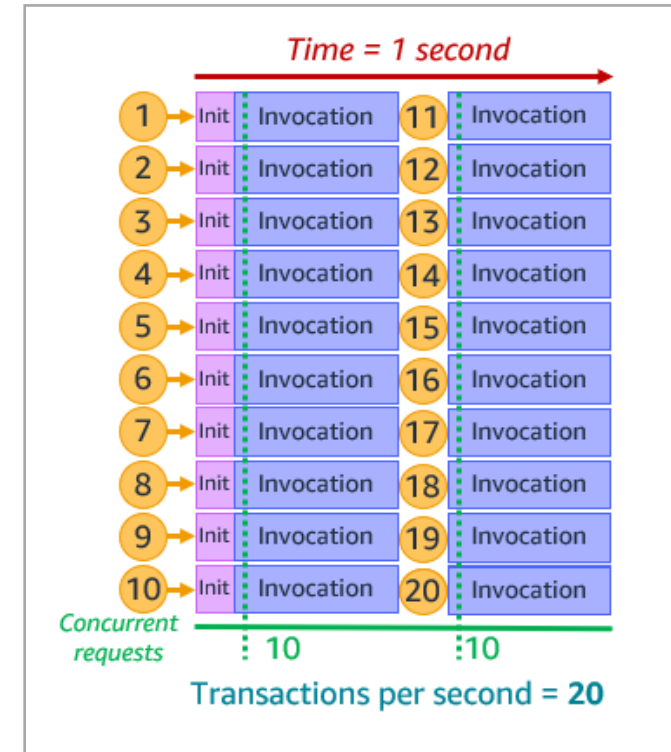 Time = 1 second
1 Init Invocation 11 Invocation
2 Init Invocation 12 Invocation
3 Init Invocation 13 Invocation
4 Init Invocation 14 Invocation
5 Init Invocation 15 Invocation
6 Init Invocation 16 Invocation
7 Init Invocation 17 Invocation
8 Init Invocation 18 Invocation
9 Init Invocation 19 Invocation
10 Init Invocation 20 Invocation
Concurrent
requests 10 10
Transactions per second = 20